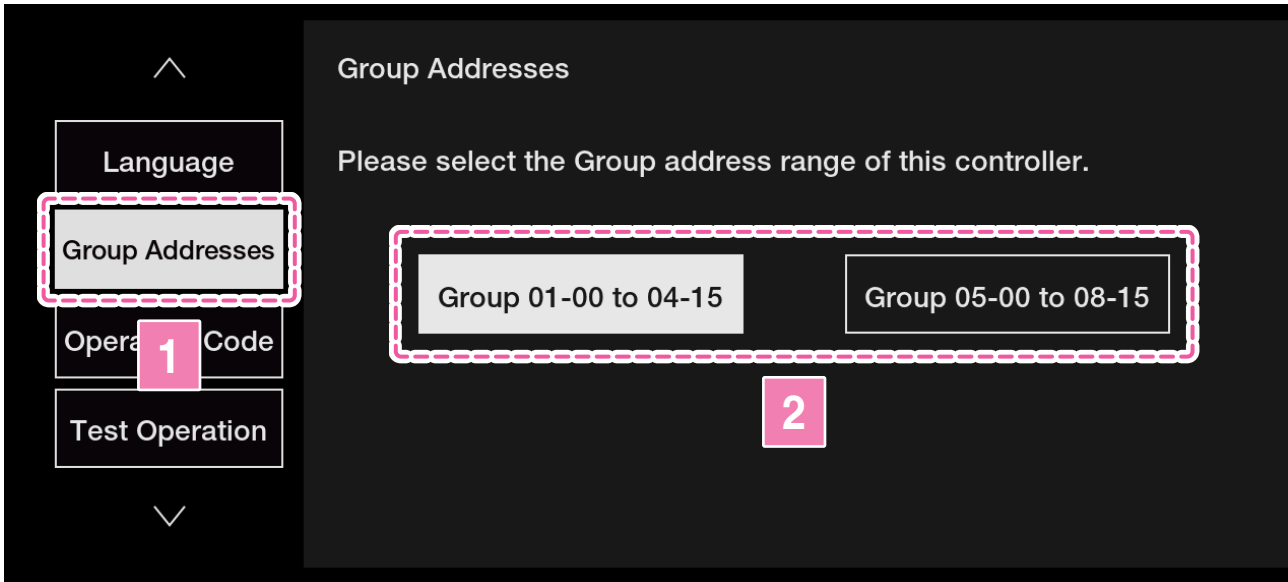 Group Addresses
Please select the Group address range of this controller.
Language
Group Addresses
Code
Test Operation
Group 01-00 to 04-15
Group 05-00 to 08-15
1
2